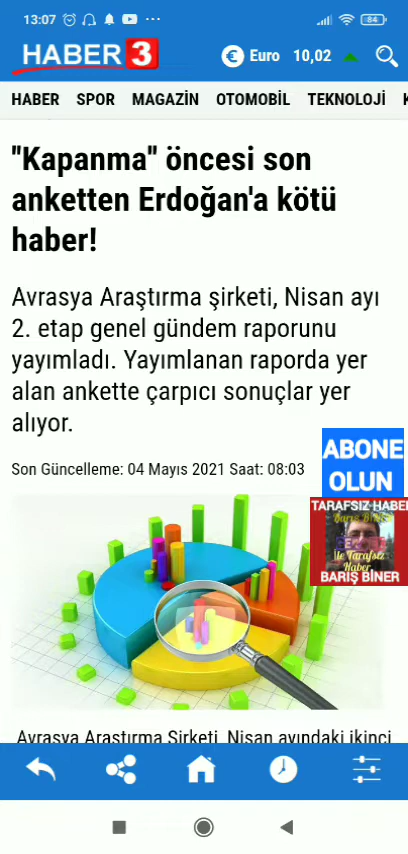 13:07
84
HABER 3
€ Euro 10,02
HABER SPOR MAGAZİN OTOMOBİL TEKNOLOJİ
"Kapanma" öncesi son
anketten Erdoğan'a kötü
haber!
Avrasya Araştırma şirketi, Nisan ayı
2. etap genel gündem raporunu
yayımladı. Yayımlanan raporda yer
alan ankette çarpıcı sonuçlar yer
alıyor.
Son Güncelleme: 04 Mayıs 2021 Saat: 08:03
ABONE
OLUN
TARAFSIZ HABER
Barış Biner
İle Tarafsız
Haber
BARIŞ BİNER
Avrasya Araştırma Şirketi, Nisan ayındaki ikinci